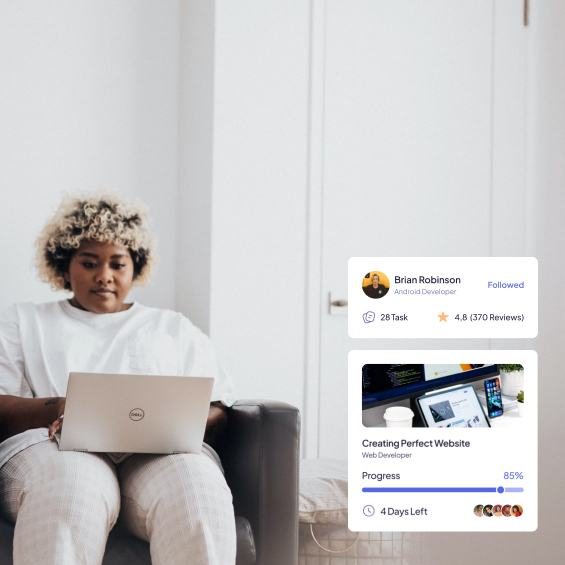 Brian Robinson
Followed
Android Developer
28 Task
4,8 (370 Reviews)
DELL
Creating Perfect Website
Web Developer
Progress
85%
4 Days Left